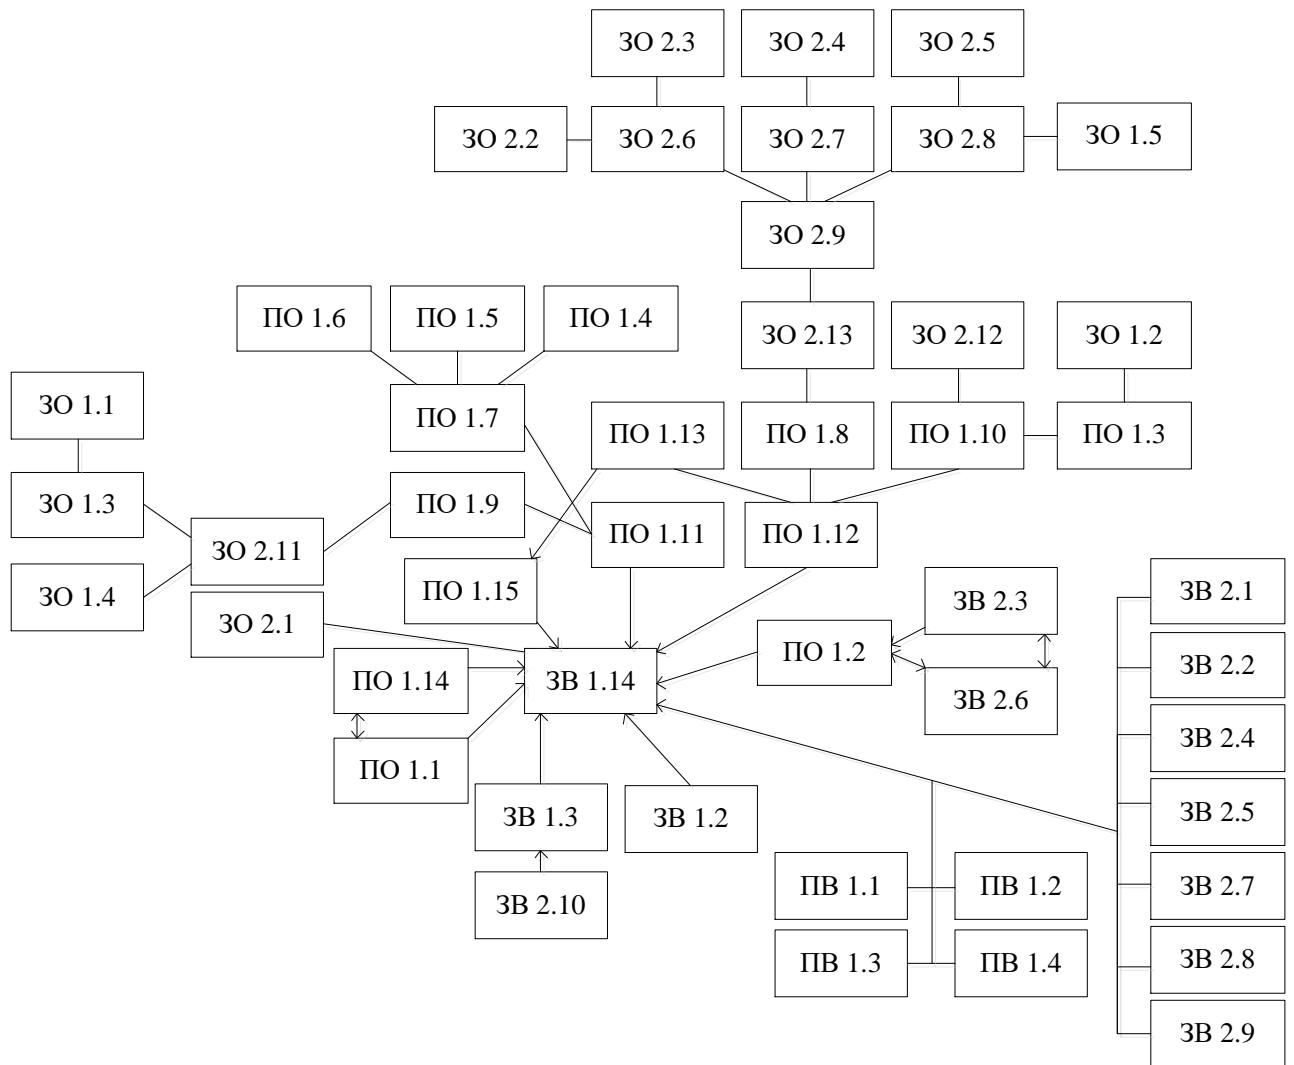 ЗО 2.3
ЗО 2.4
ЗО 2.5
ЗО 2.2
ЗО 2.6
ЗО 2.7
ЗО 2.8
ЗО 1.5
ЗО 2.9
ПО 1.6
ПО 1.5
ПО 1.4
ЗО 2.13
ЗО 2.12
ЗО 1.2
ЗО 1.1
ПО 1.7
ПО 1.13
ПО 1.8
ПО 1.10
ПО 1.3
ЗО 1.3
ПО 1.9
ПО 1.11
ПО 1.12
ЗО 2.11
ЗО 1.4
ПО 1.15
ЗВ 2.3
ЗВ 2.1
ЗО 2.1
ПО 1.2
ЗВ 2.2
ПО 1.14
ЗВ 1.14
ЗВ 2.6
ЗВ 2.4
ПО 1.1
ЗВ 1.3
ЗВ 1.2
ЗВ 2.5
ПВ 1.1
ПВ 1.2
ЗВ 2.7
ЗВ 2.10
ПВ 1.3
ПВ 1.4
ЗВ 2.8
ЗВ 2.9